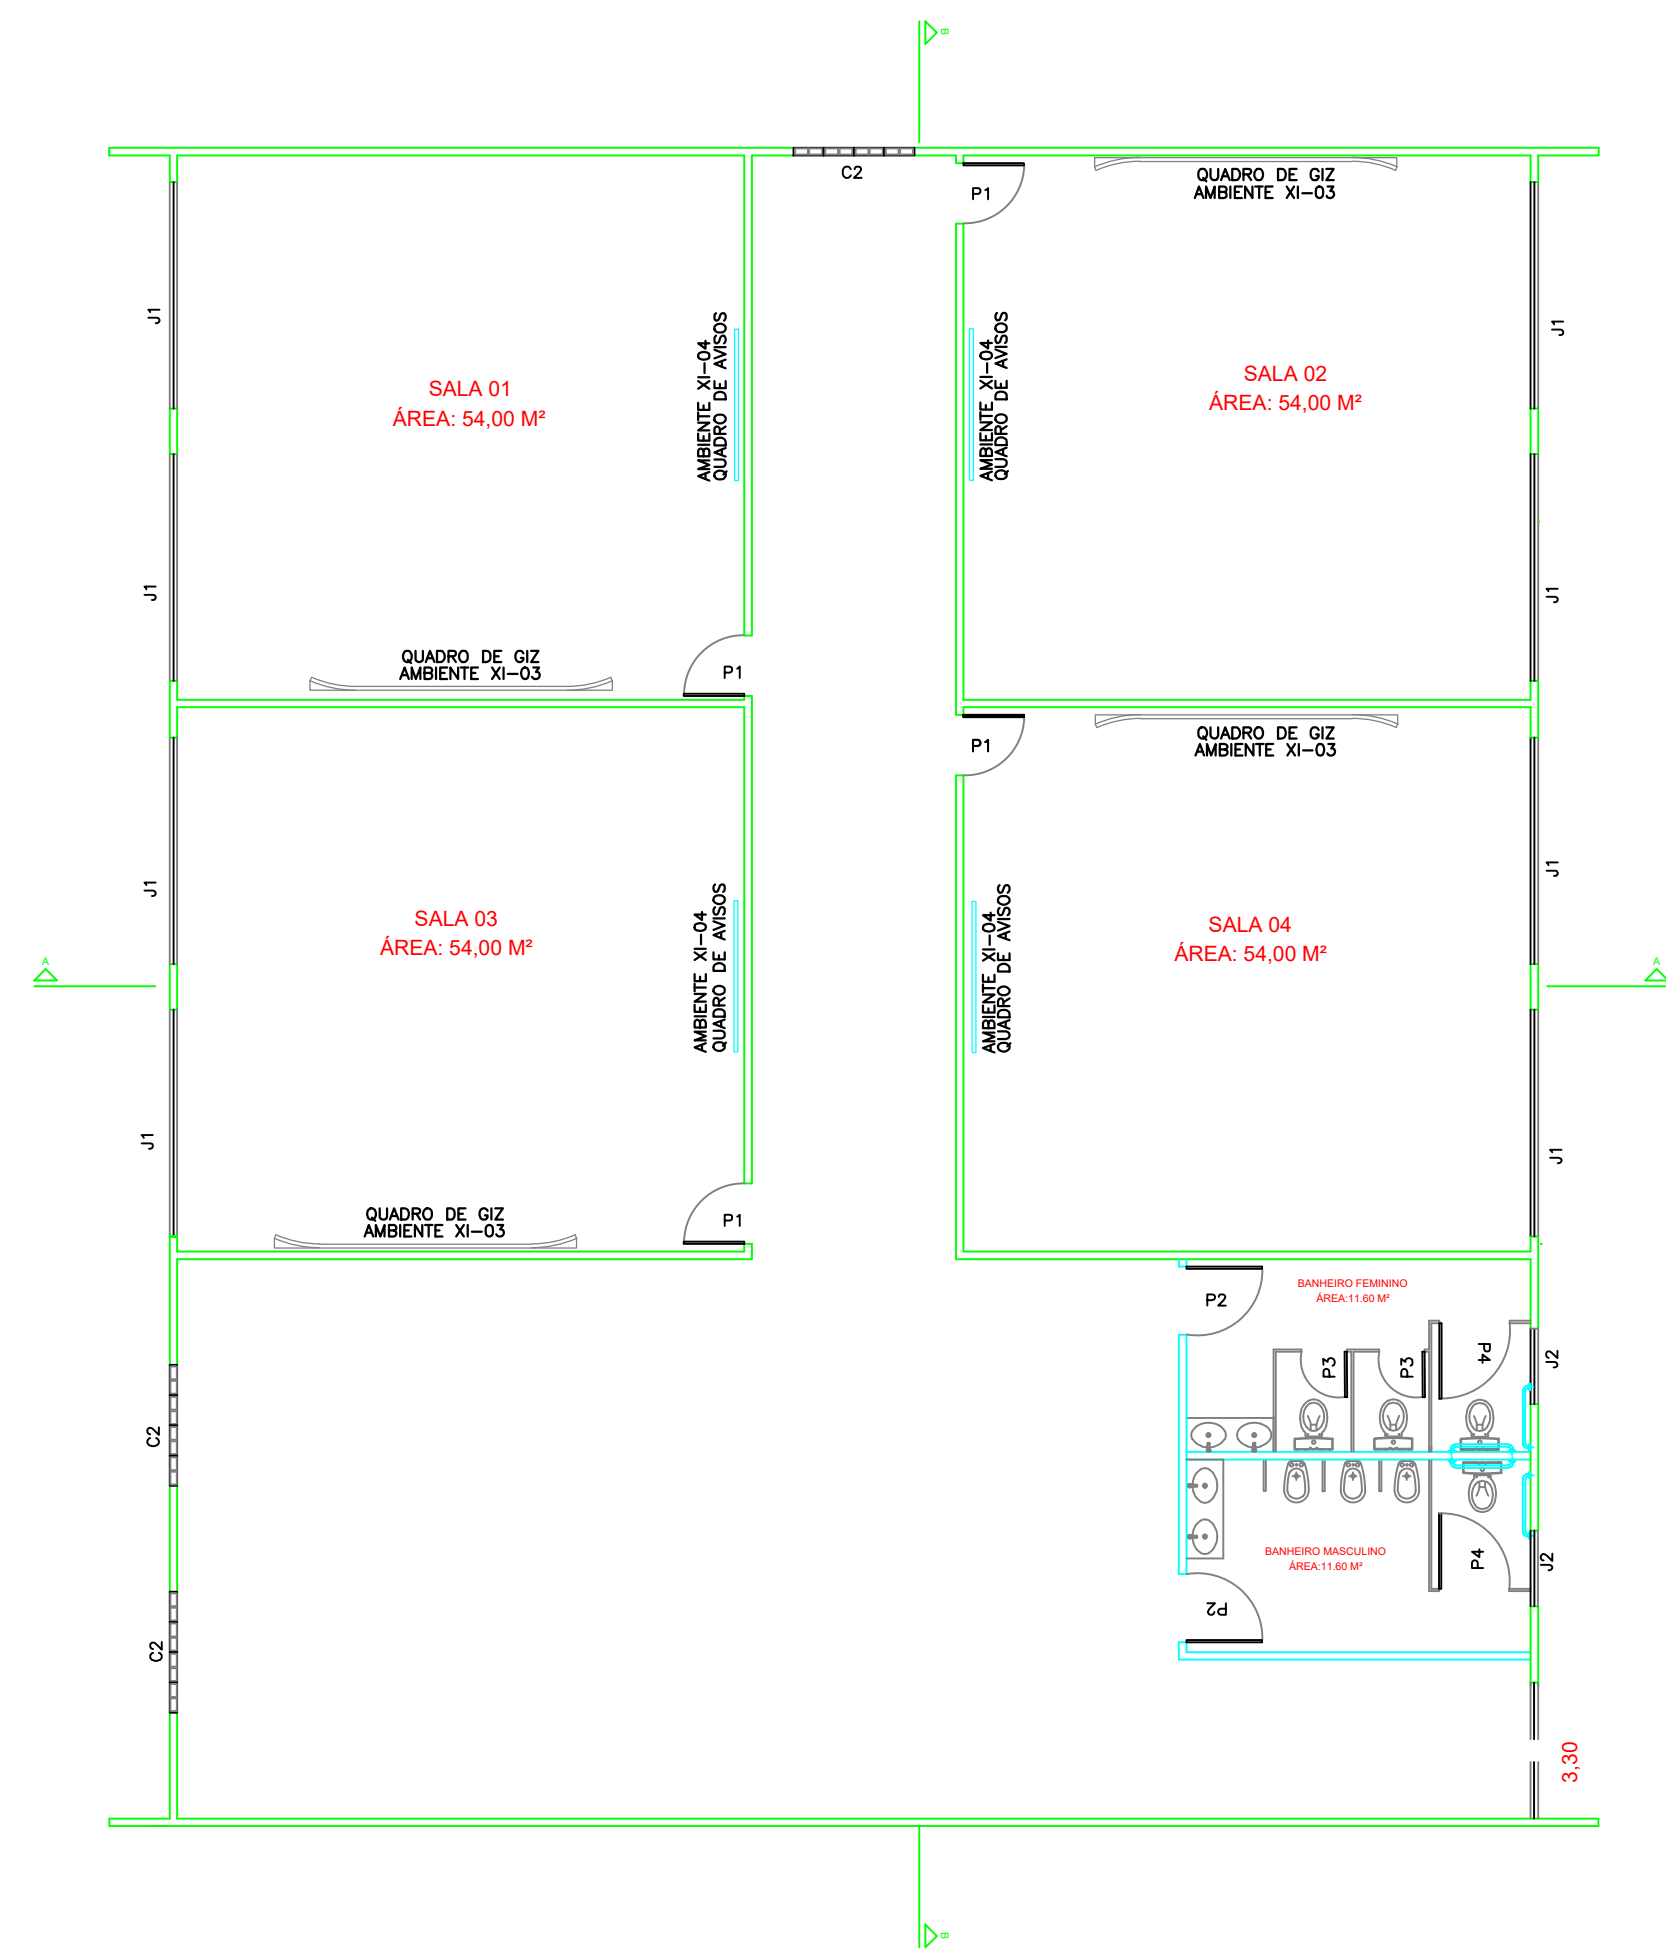 B
C2
P1
QUADRO DE GIZ
AMBIENTE XI-03
J1
J1
AMBIENTE XI-04
QUADRO DE AVISOS
AMBIENTE XI-04
QUADRO DE AVISOS
SALA 01
ÁREA: 54,00 M²
SALA 02
ÁREA: 54,00 M²
J1
J1
QUADRO DE GIZ
AMBIENTE XI-03
P1
P1
QUADRO DE GIZ
AMBIENTE XI-03
J1
J1
SALA 03
ÁREA: 54,00 M²
AMBIENTE XI-04
QUADRO DE AVISOS
AMBIENTE XI-04
QUADRO DE AVISOS
SALA 04
ÁREA: 54,00 M²
A
A
J1
J1
QUADRO DE GIZ
AMBIENTE XI-03
P1
BANHEIRO FEMININO
ÁREA:11.60 M²
P2
P3
P3
P4
J2
C2
BANHEIRO MASCULINO
ÁREA:11.60 M²
P4
J2
P2
C2
3,30
B